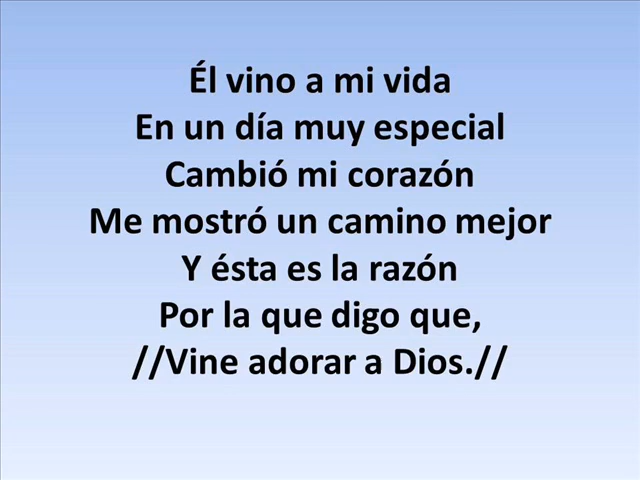 Él vino a mi vida
En un día muy especial
Cambió mi corazón
Me mostró un camino mejor
Y ésta es la razón
Por la que digo que,
//Vine adorar a Dios.//